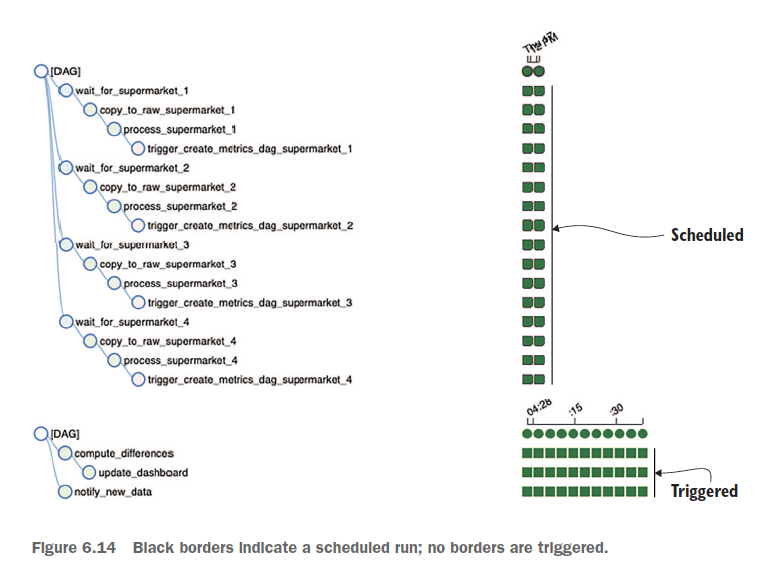 [DAG]
wait_for_supermarket_1
copy_to_raw_supermarket_1
process_supermarket_1
trigger_create_metrics_dag_supermarket_1
wait_for_supermarket_2
copy_to_raw_supermarket_2
process_supermarket_2
trigger_create_metrics_dag_supermarket_2
wait_for_supermarket_3
copy_to_raw_supermarket_3
process_supermarket_3
trigger_create_metrics_dag_supermarket_3
wait_for_supermarket_4
copy_to_raw_supermarket_4
process_supermarket_4
trigger_create_metrics_dag_supermarket_4
Scheduled
[DAG]
compute_differences
update_dashboard
notify_new_data
04:28 :15 :30
Triggered
Figure 6.14 Black borders indicate a scheduled run; no borders are triggered.